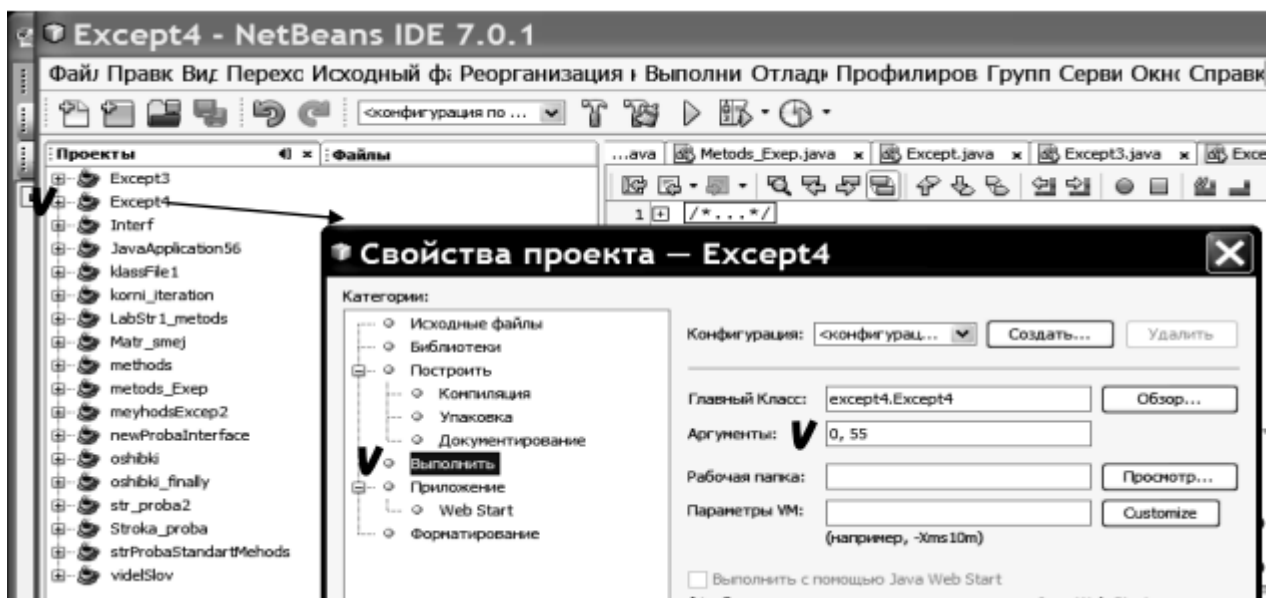 Except4 - NetBeans IDE 7.0.1
Файл Правк Вид Перехо Исходный фа Реорганизация к Выполни Отладк Профилиров Групп Серви Окно Справк
<конфигурация по ...
Проекты
Файлы
...ava Metods_Exep.java Except.java Except3.java Exce
Except3
1 /*...*/
Except4
Interf
JavaApplication56
klassFile1
korni_iteration
LabStr1_metods
Matr_smej
methods
metods_Exep
meyhodsExcep2
newProbaInterface
oshibki
oshibki_finally
str_proba2
Stroka_proba
strProbaStandartMehods
videlSlov
Свойства проекта — Except4
Категории:
Исходные файлы
Библиотеки
Построить
Компиляция
Упаковка
Документирование
Выполнить
Приложение
Web Start
Форматирование
Конфигурация: <конфигурац... Создать... Удалить
Главный Класс: except4.Except4 Обзор...
Аргументы: 0, 55
Рабочая папка: Просмотр...
Параметры VM: Customize
(например, -Xms10m)
Выполнить с помощью Java Web Start